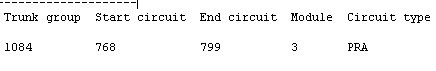 Trunk group Start circuit End circuit Module Circuit type
1084 768 799 3 PRA